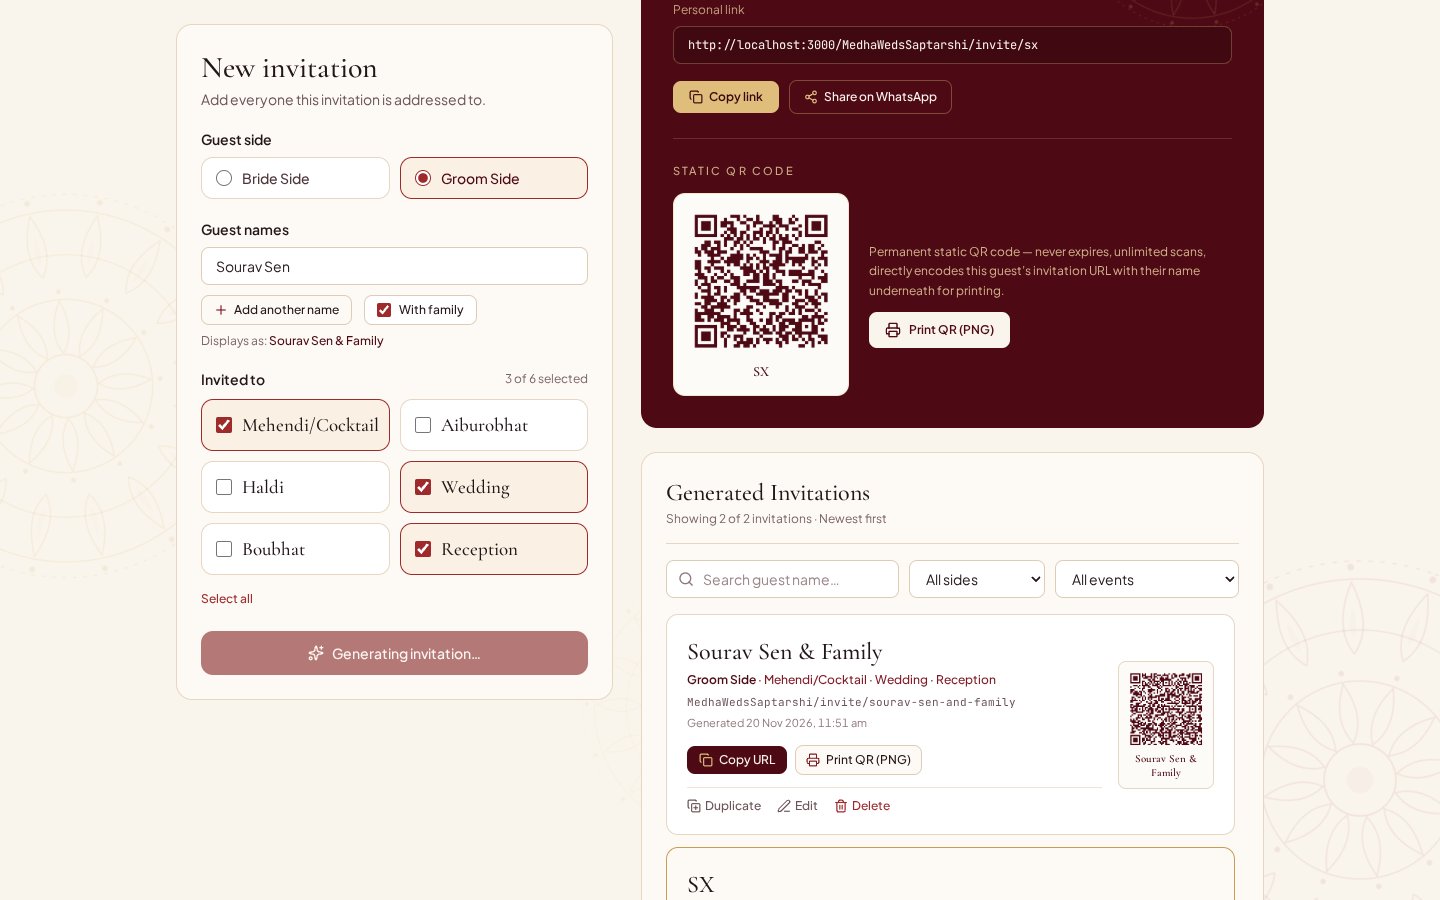 New invitation
Add everyone this invitation is addressed to.
Guest side
Bride Side
Groom Side
Guest names
Sourav Sen
Add another name
With family
Displays as: Sourav Sen & Family
Invited to
3 of 6 selected
Mehendi/Cocktail
Aiburobhat
Haldi
Wedding
Boubhat
Reception
Select all
Generating invitation…
Personal link
http://localhost:3000/MedhaWedsSaptarshi/invite/sx
Copy link
Share on WhatsApp
STATIC QR CODE
SX
Permanent static QR code — never expires, unlimited scans,
directly encodes this guest's invitation URL with their name
underneath for printing.
Print QR (PNG)
Generated Invitations
Showing 2 of 2 invitations · Newest first
Search guest name…
All sides
All events
Sourav Sen & Family
Groom Side · Mehendi/Cocktail · Wedding · Reception
MedhaWedsSaptarshi/invite/sourav-sen-and-family
Generated 20 Nov 2026, 11:51 am
Copy URL
Print QR (PNG)
Duplicate
Edit
Delete
Sourav Sen &
Family
SX